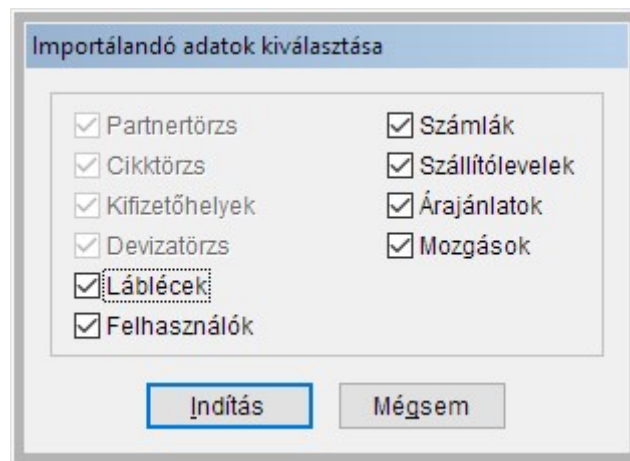 Importálandó adatok kiválasztása
Partnertörzs
Cikktörzs
Kifizetőhelyek
Devizatörzs
Láblécek
Felhasználók
Számlák
Szállítólevelek
Árajánlatok
Mozgások
Indítás
Mégsem